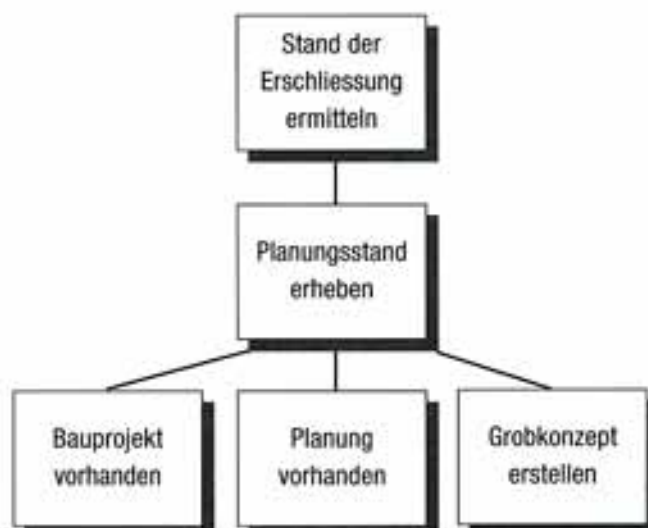 Stand der
Erschliessung
ermitteln
Planungsstand
erheben
Bauprojekt
vorhanden
Planung
vorhanden
Grobkonzept
erstellen